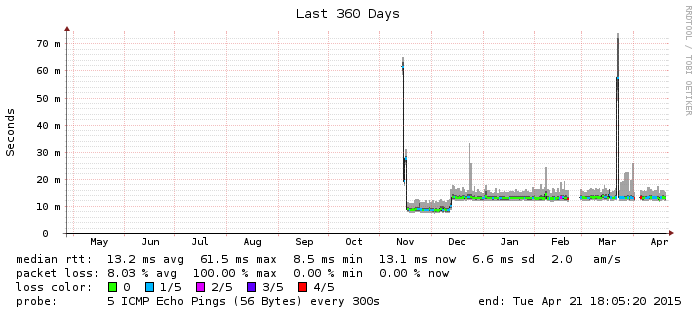 Last 360 Days
RRDTOOL / TOBI OETIKER
Seconds
70 m
60 m
50 m
40 m
30 m
20 m
10 m
0
May Jun Jul Aug Sep Oct Nov Dec Jan Feb Mar Apr
median rtt: 13.2 ms avg 61.5 ms max 8.5 ms min 13.1 ms now 6.6 ms sd 2.0 am/s
packet loss: 8.03 % avg 100.00 % max 0.00 % min 0.00 % now
loss color: 0 1/5 2/5 3/5 4/5
probe: 5 ICMP Echo Pings (56 Bytes) every 300s end: Tue Apr 21 18:05:20 2015